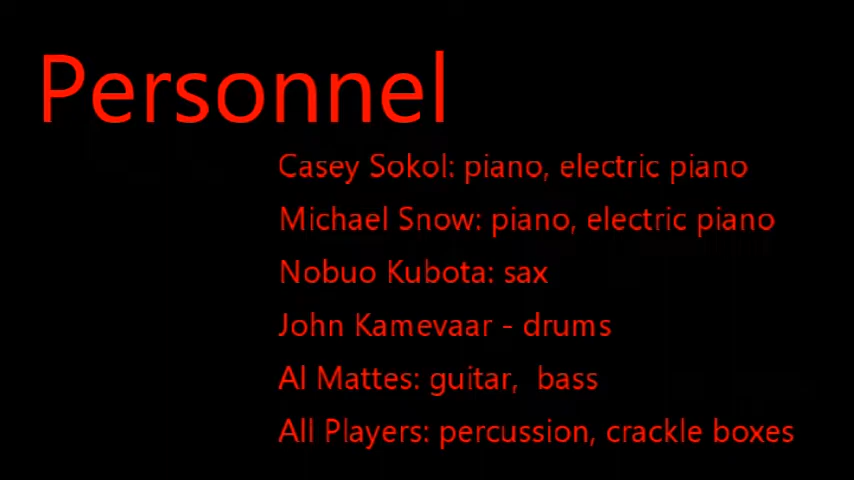 Personnel
Casey Sokol: piano, electric piano
Michael Snow: piano, electric piano
Nobuo Kubota: sax
John Kamevaar - drums
Al Mattes: guitar,  bass
All Players: percussion, crackle boxes